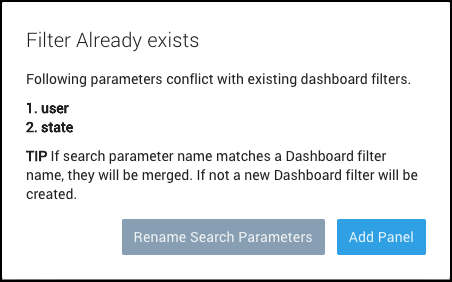 Filter Already exists
Following parameters conflict with existing dashboard filters.
1. user
2. state
TIP If search parameter name matches a Dashboard filter
name, they will be merged. If not a new Dashboard filter will be
created.
Rename Search Parameters
Add Panel